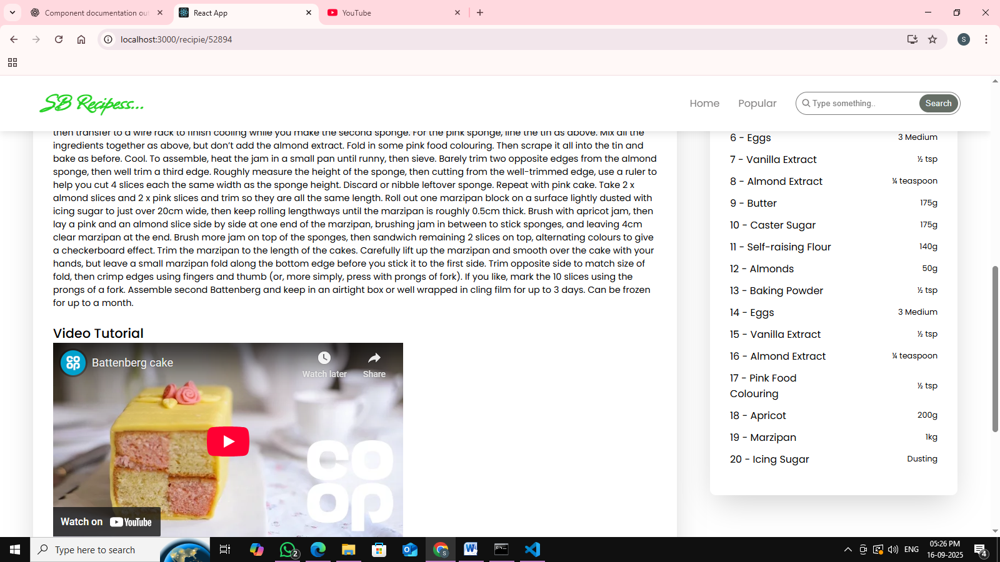 Component documentation ou
React App
YouTube
localhost:3000/recipie/52894
S
SB Recipess...
Home
Popular
Type something..
Search
then transfer to a wire rack to finish cooling while you make the second sponge. For the pink sponge, line the tin as above. Mix all the
ingredients together as above, but don’t add the almond extract. Fold in some pink food colouring. Then scrape it all into the tin and
bake as before. Cool. To assemble, heat the jam in a small pan until runny, then sieve. Barely trim two opposite edges from the almond
sponge, then well trim a third edge. Roughly measure the height of the sponge, then cutting from the well-trimmed edge, use a ruler to
help you cut 4 slices each the same width as the sponge height. Discard or nibble leftover sponge. Repeat with pink cake. Take 2 x
almond slices and 2 x pink slices and trim so they are all the same length. Roll out one marzipan block on a surface lightly dusted with
icing sugar to just over 20cm wide, then keep rolling lengthways until the marzipan is roughly 0.5cm thick. Brush with apricot jam, then
lay a pink and an almond slice side by side at one end of the marzipan, brushing jam in between to stick sponges, and leaving 4cm
clear marzipan at the end. Brush more jam on top of the sponges, then sandwich remaining 2 slices on top, alternating colours to give
a checkerboard effect. Trim the marzipan to the length of the cakes. Carefully lift up the marzipan and smooth over the cake with your
hands, but leave a small marzipan fold along the bottom edge before you stick it to the first side. Trim opposite side to match size of
fold, then crimp edges using fingers and thumb (or, more simply, press with prongs of fork). If you like, mark the 10 slices using the
prongs of a fork. Assemble second Battenberg and keep in an airtight box or well wrapped in cling film for up to 3 days. Can be frozen
for up to a month.
Video Tutorial
CO
OP
Battenberg cake
Watch later
Share
CO
OP
Watch on YouTube
6 - Eggs 3 Medium
7 - Vanilla Extract ½ tsp
8 - Almond Extract ¼ teaspoon
9 - Butter 175g
10 - Caster Sugar 175g
11 - Self-raising Flour 140g
12 - Almonds 50g
13 - Baking Powder ½ tsp
14 - Eggs 3 Medium
15 - Vanilla Extract ½ tsp
16 - Almond Extract ¼ teaspoon
17 - Pink Food
Colouring ½ tsp
18 - Apricot 200g
19 - Marzipan 1kg
20 - Icing Sugar Dusting
Type here to search
2
S
W
ENG
05:26 PM
16-09-2025
4